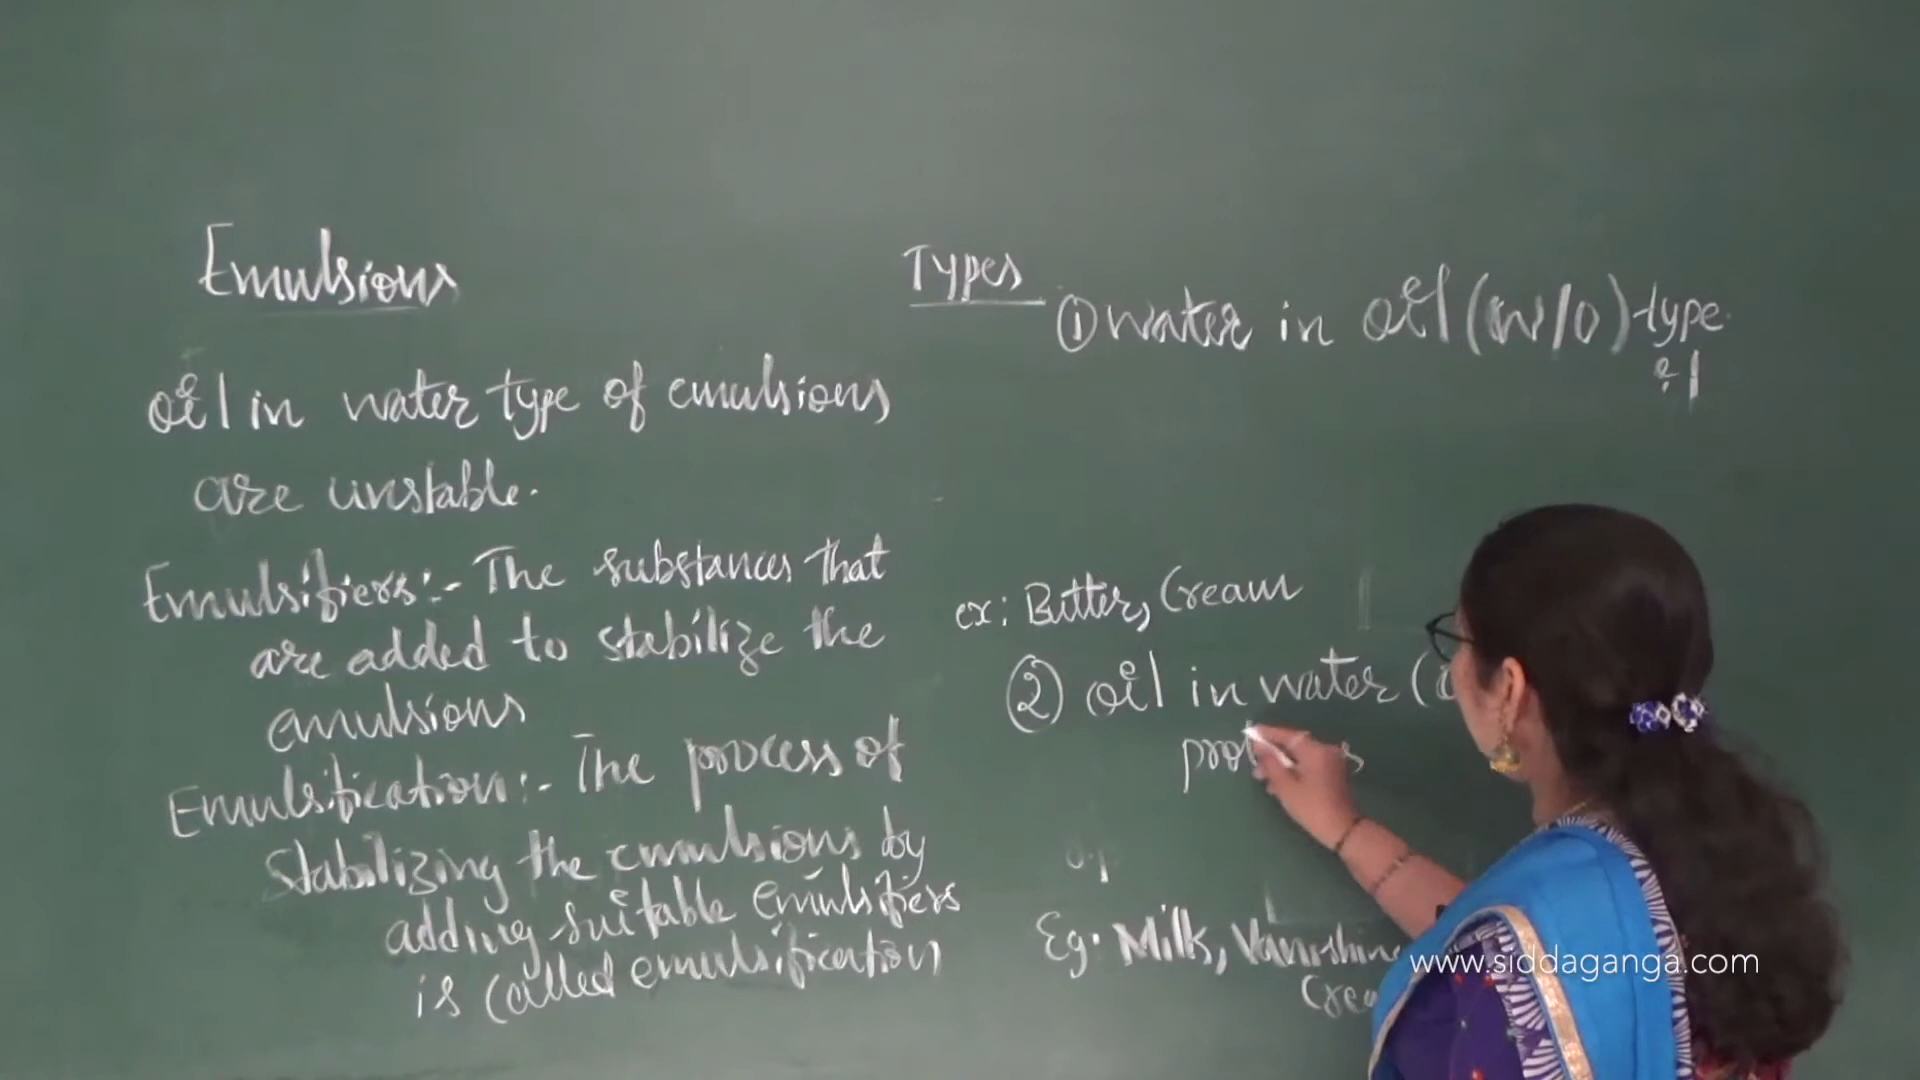 Emulsions
oil in water type of emulsions
are unstable.
Emulsifiers:- The substances that
are added to stabilize the
emulsions
Emulsification:- The process of
stabilizing the emulsions by
adding suitable emulsifiers
is called emulsification
Types
① water in oil (W/O) type.
ex: Butter, Cream
② oil in water (
Eg: Milk, Vanishing
www.siddaganga.com